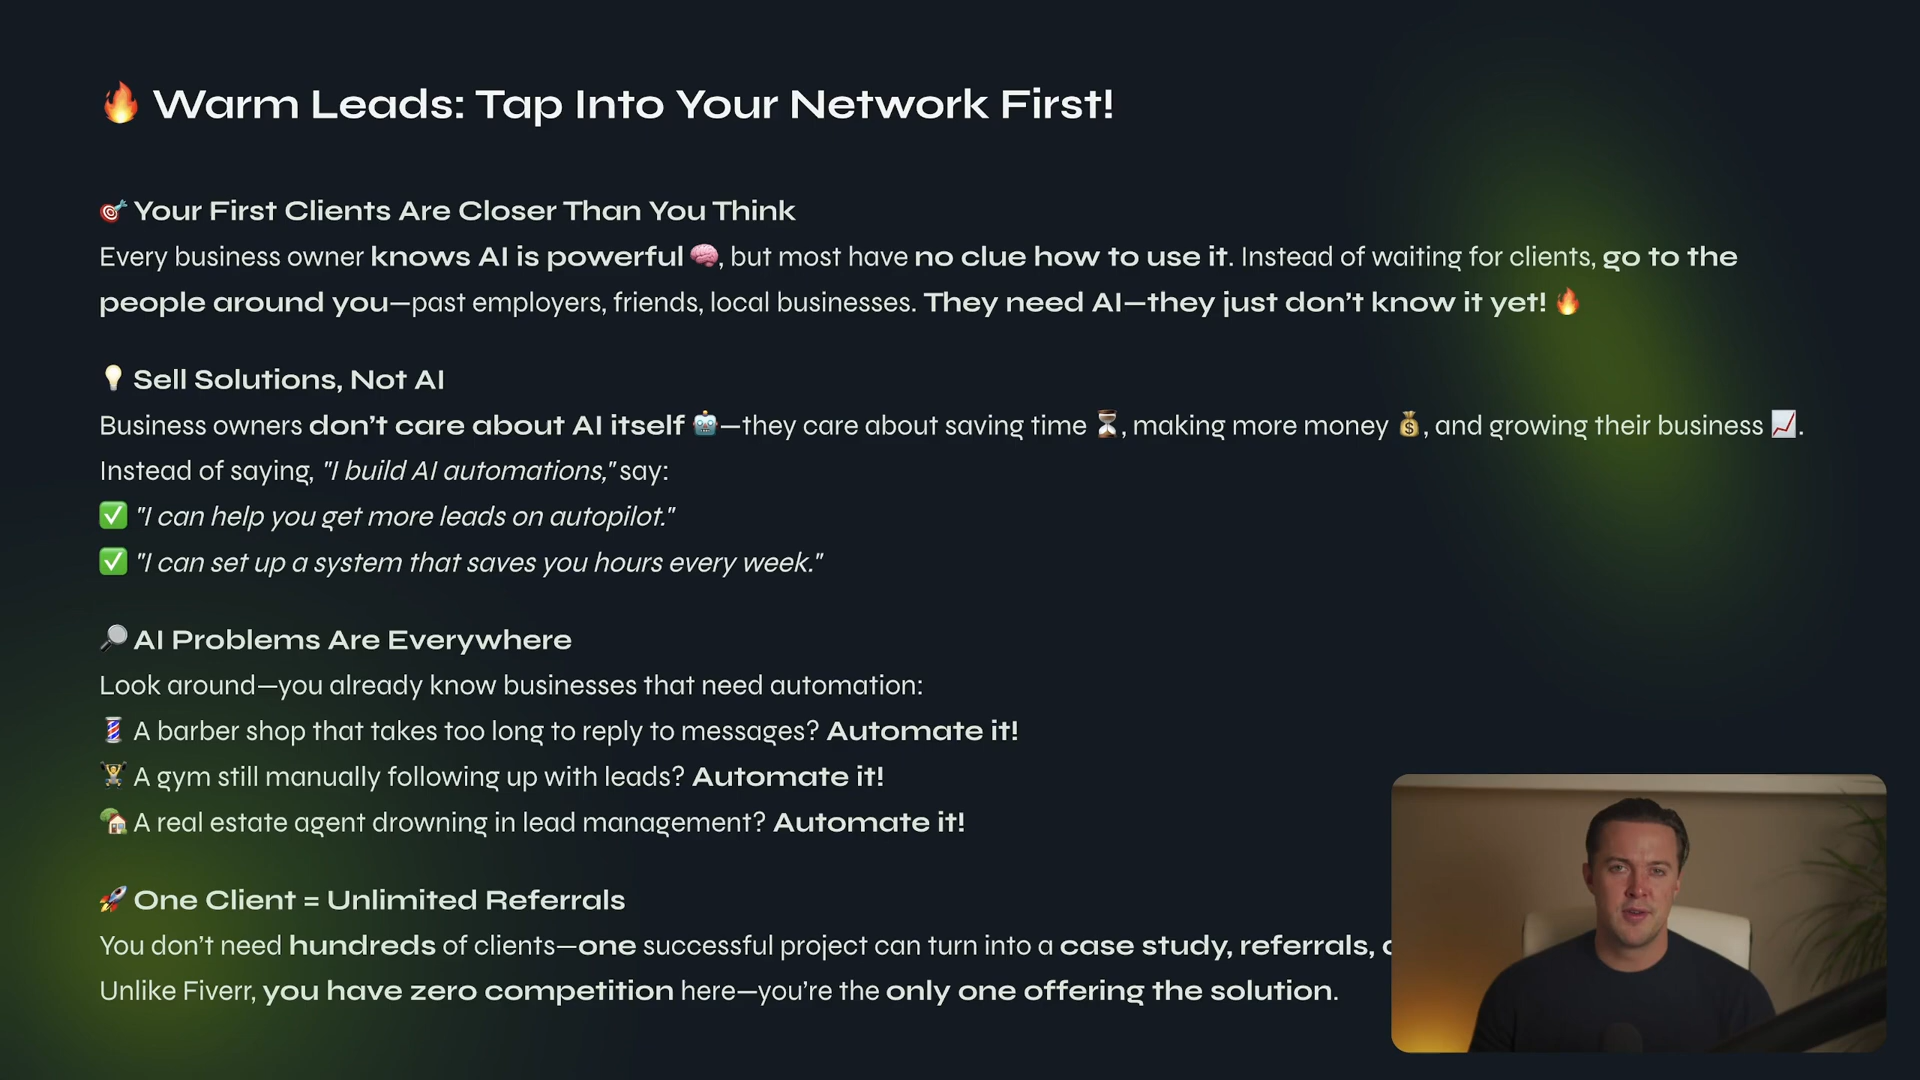 🔥 Warm Leads: Tap Into Your Network First!
🎯 Your First Clients Are Closer Than You Think
Every business owner knows AI is powerful 🧠, but most have no clue how to use it. Instead of waiting for clients, go to the
people around you—past employers, friends, local businesses. They need AI—they just don’t know it yet! 🔥
💡 Sell Solutions, Not AI
Business owners don’t care about AI itself 🤖—they care about saving time ⏳, making more money 💰, and growing their business 📈.
Instead of saying, "I build AI automations," say:
✅ "I can help you get more leads on autopilot."
✅ "I can set up a system that saves you hours every week."
🔎 AI Problems Are Everywhere
Look around—you already know businesses that need automation:
💈 A barber shop that takes too long to reply to messages? Automate it!
🏋️ A gym still manually following up with leads? Automate it!
🏡 A real estate agent drowning in lead management? Automate it!
🚀 One Client = Unlimited Referrals
You don’t need hundreds of clients—one successful project can turn into a case study, referrals,
Unlike Fiverr, you have zero competition here—you’re the only one offering the solution.